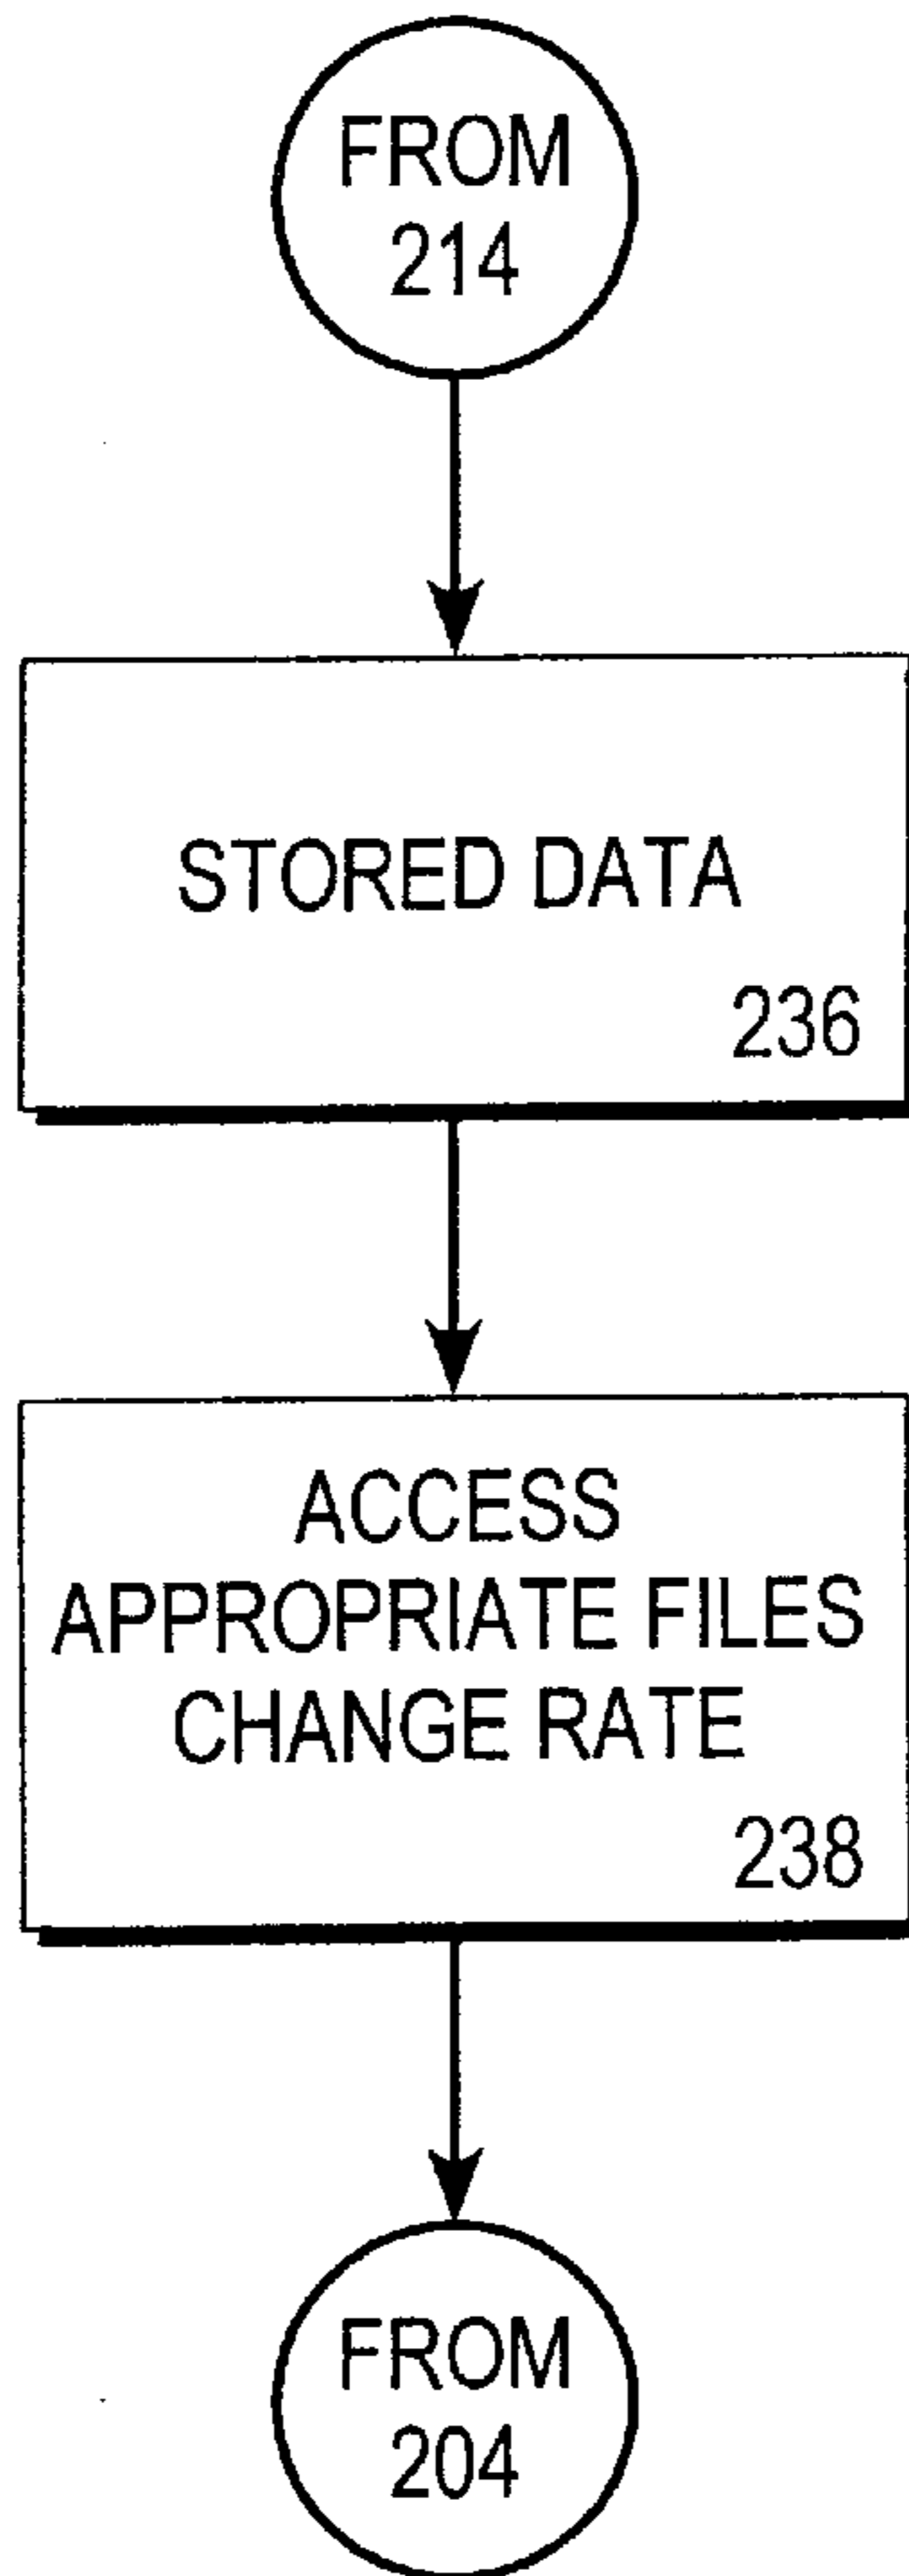 FROM
214
STORED DATA
236
ACCESS
APPROPRIATE FILES
CHANGE RATE
238
FROM
204